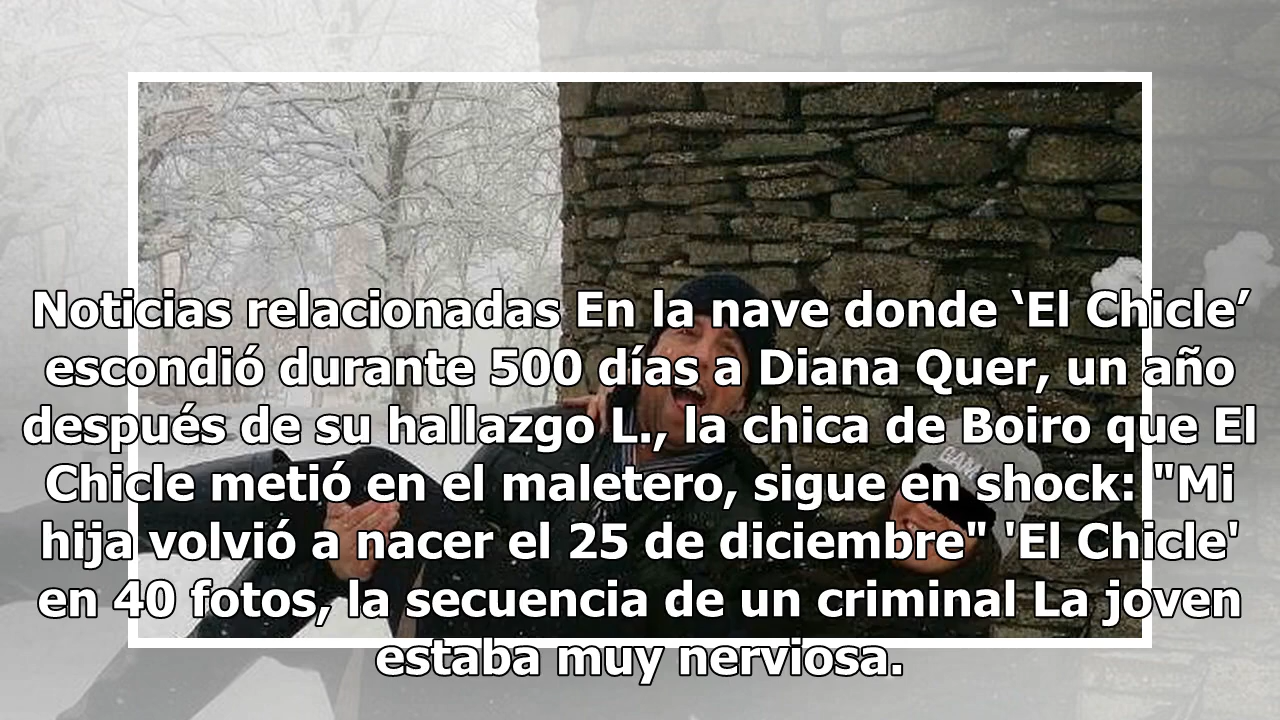 Noticias relacionadas En la nave donde ‘El Chicle’
escondió durante 500 días a Diana Quer, un año
después de su hallazgo L., la chica de Boiro que El
Chicle metió en el maletero, sigue en shock: "Mi
hija volvió a nacer el 25 de diciembre" 'El Chicle'
en 40 fotos, la secuencia de un criminal La joven
estaba muy nerviosa.